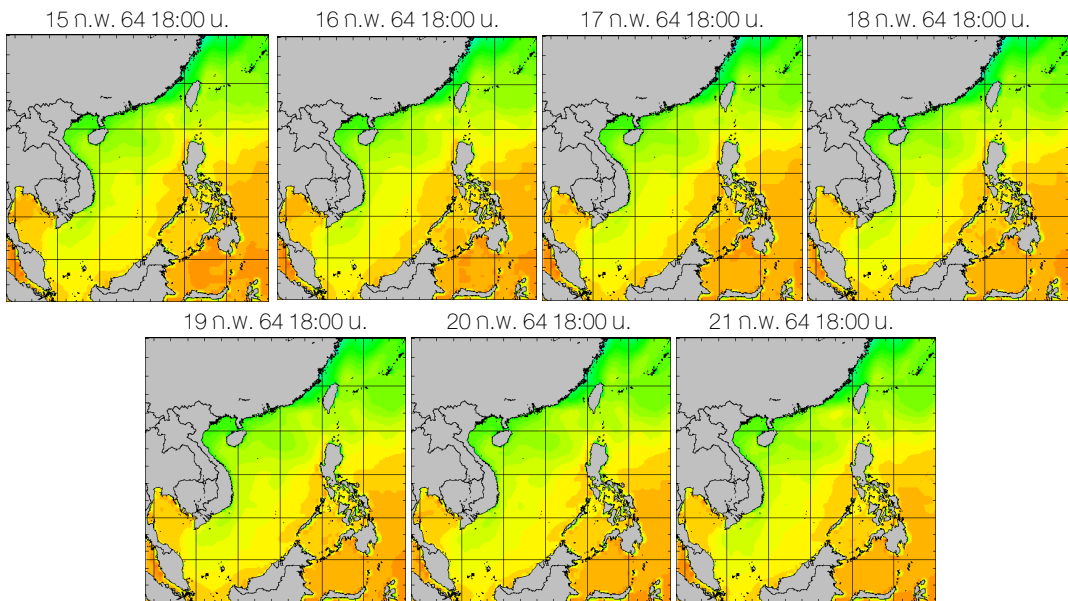 15 ก.พ. 64 18:00 น.
16 ก.พ. 64 18:00 น.
17 ก.พ. 64 18:00 น.
18 ก.พ. 64 18:00 น.
19 ก.พ. 64 18:00 น.
20 ก.พ. 64 18:00 น.
21 ก.พ. 64 18:00 น.